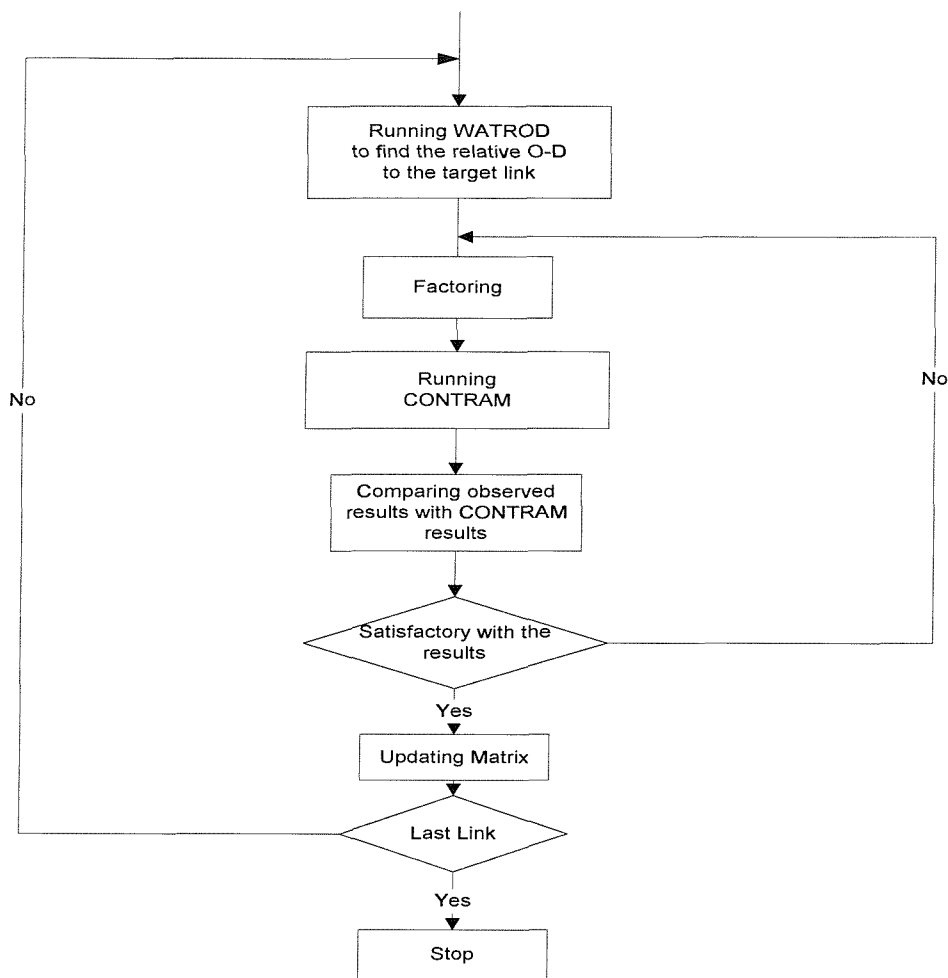 Running WATROD
to find the relative O-D
to the target link
Factoring
Running
CONTRAM
No
No
Comparing observed
results with CONTRAM
results
Satisfactory with the
results
Yes
Updating Matrix
Last Link
Yes
Stop